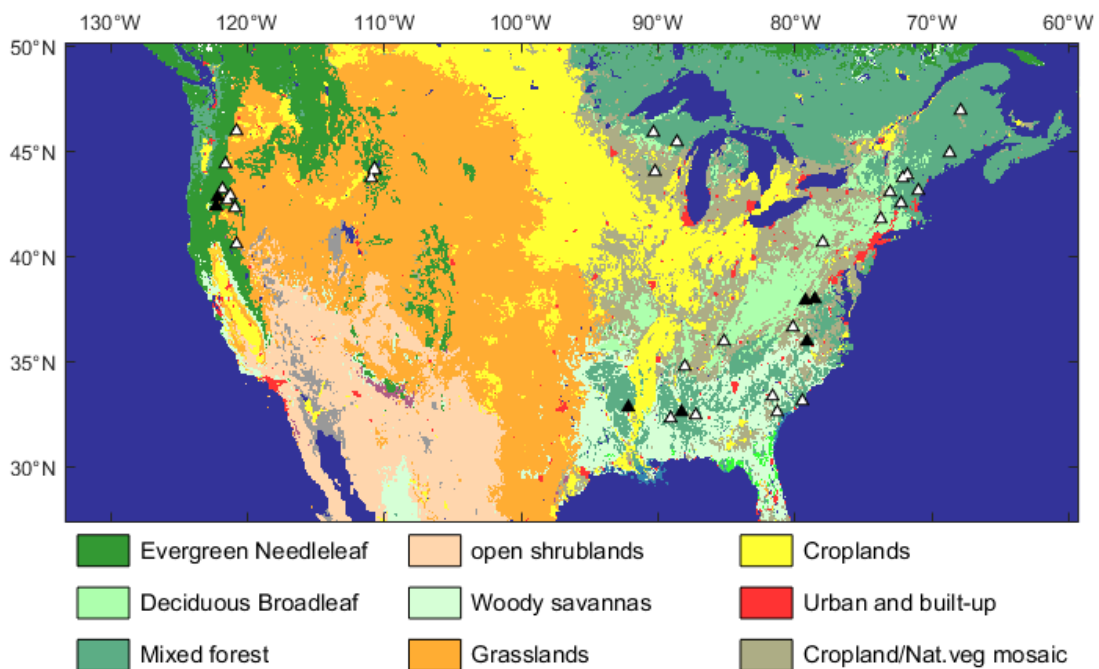 130°W 120°W 110°W 100°W 90°W 80°W 70°W 60°W
50°N
45°N
40°N
35°N
30°N
Evergreen Needleleaf open shrublands Croplands
Deciduous Broadleaf Woody savannas Urban and built-up
Mixed forest Grasslands Cropland/Nat.veg mosaic